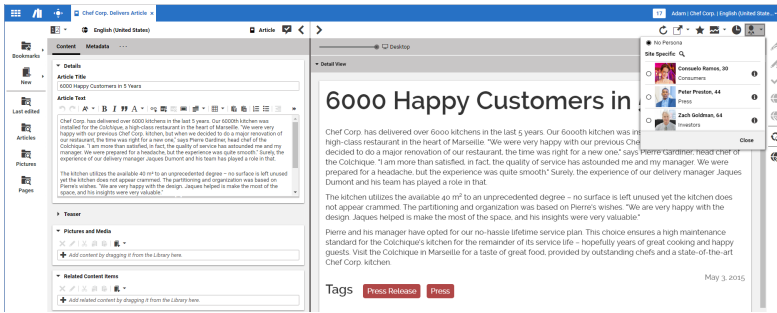 Chef Corp. Delivers Article ×
17 Adam | Chef Corp. | English (United State...
English (United States)
Article
Desktop
Bookmarks
New
Last edited
Articles
Pictures
Pages
Content Metadata ...
Details
Article Title
6000 Happy Customers in 5 Years
Article Text
Chef Corp. has delivered over 6000 kitchens in the last 5 years. Our 6000th kitchen was
installed for the Colchique, a high-class restaurant in the heart of Marseille. "We were very
happy with our previous Chef Corp. kitchen, but when we decided to do a major renovation of
our restaurant, the time was right for a new one," says Pierre Gardiner, head chef of the
Colchique. "I am more than satisfied, in fact, the quality of service has astounded me and my
manager. We were prepared for a headache, but the experience was quite smooth." Surely, the
experience of our delivery manager Jaques Dumont and his team has played a role in that.
The kitchen utilizes the available 40 m² to an unprecedented degree – no surface is left unused
yet the kitchen does not appear crammed. The partitioning and organization was based on
Pierre's wishes. "We are very happy with the design. Jaques helped is make the most of the
space, and his insights were very valuable."
Teaser
Pictures and Media
Add content by dragging it from the Library here.
Related Content Items
Add related content by dragging it from the Library here.
Detail View
6000 Happy Customers in
Chef Corp. has delivered over 6000 kitchens in the last 5 years. Our 6000th kitchen was
high-class restaurant in the heart of Marseille. "We were very happy with our previous Che
decided to do a major renovation of our restaurant, the time was right for a new one," says Pierre Gardiner, head chef of
the Colchique. "I am more than satisfied, in fact, the quality of service has astounded me and my manager. We were
prepared for a headache, but the experience was quite smooth." Surely, the experience of our delivery manager Jaques
Dumont and his team has played a role in that.
The kitchen utilizes the available 40 m² to an unprecedented degree – no surface is left unused yet the kitchen does
not appear crammed. The partitioning and organization was based on Pierre's wishes. "We are very happy with the
design. Jaques helped is make the most of the space, and his insights were very valuable."
Pierre and his manager have opted for our no-hassle lifetime service plan. This choice ensures a high maintenance
standard for the Colchique's kitchen for the remainder of its service life – hopefully years of great cooking and happy
guests. Visit the Colchique in Marseille for a taste of great food, provided by outstanding chefs and a state-of-the-art
Chef Corp. kitchen.
May 3, 2015
Tags Press Release Press
No Persona
Site Specific
Consuelo Ramos, 30
Consumers
Peter Preston, 44
Press
Zach Goldman, 64
Investors
Close